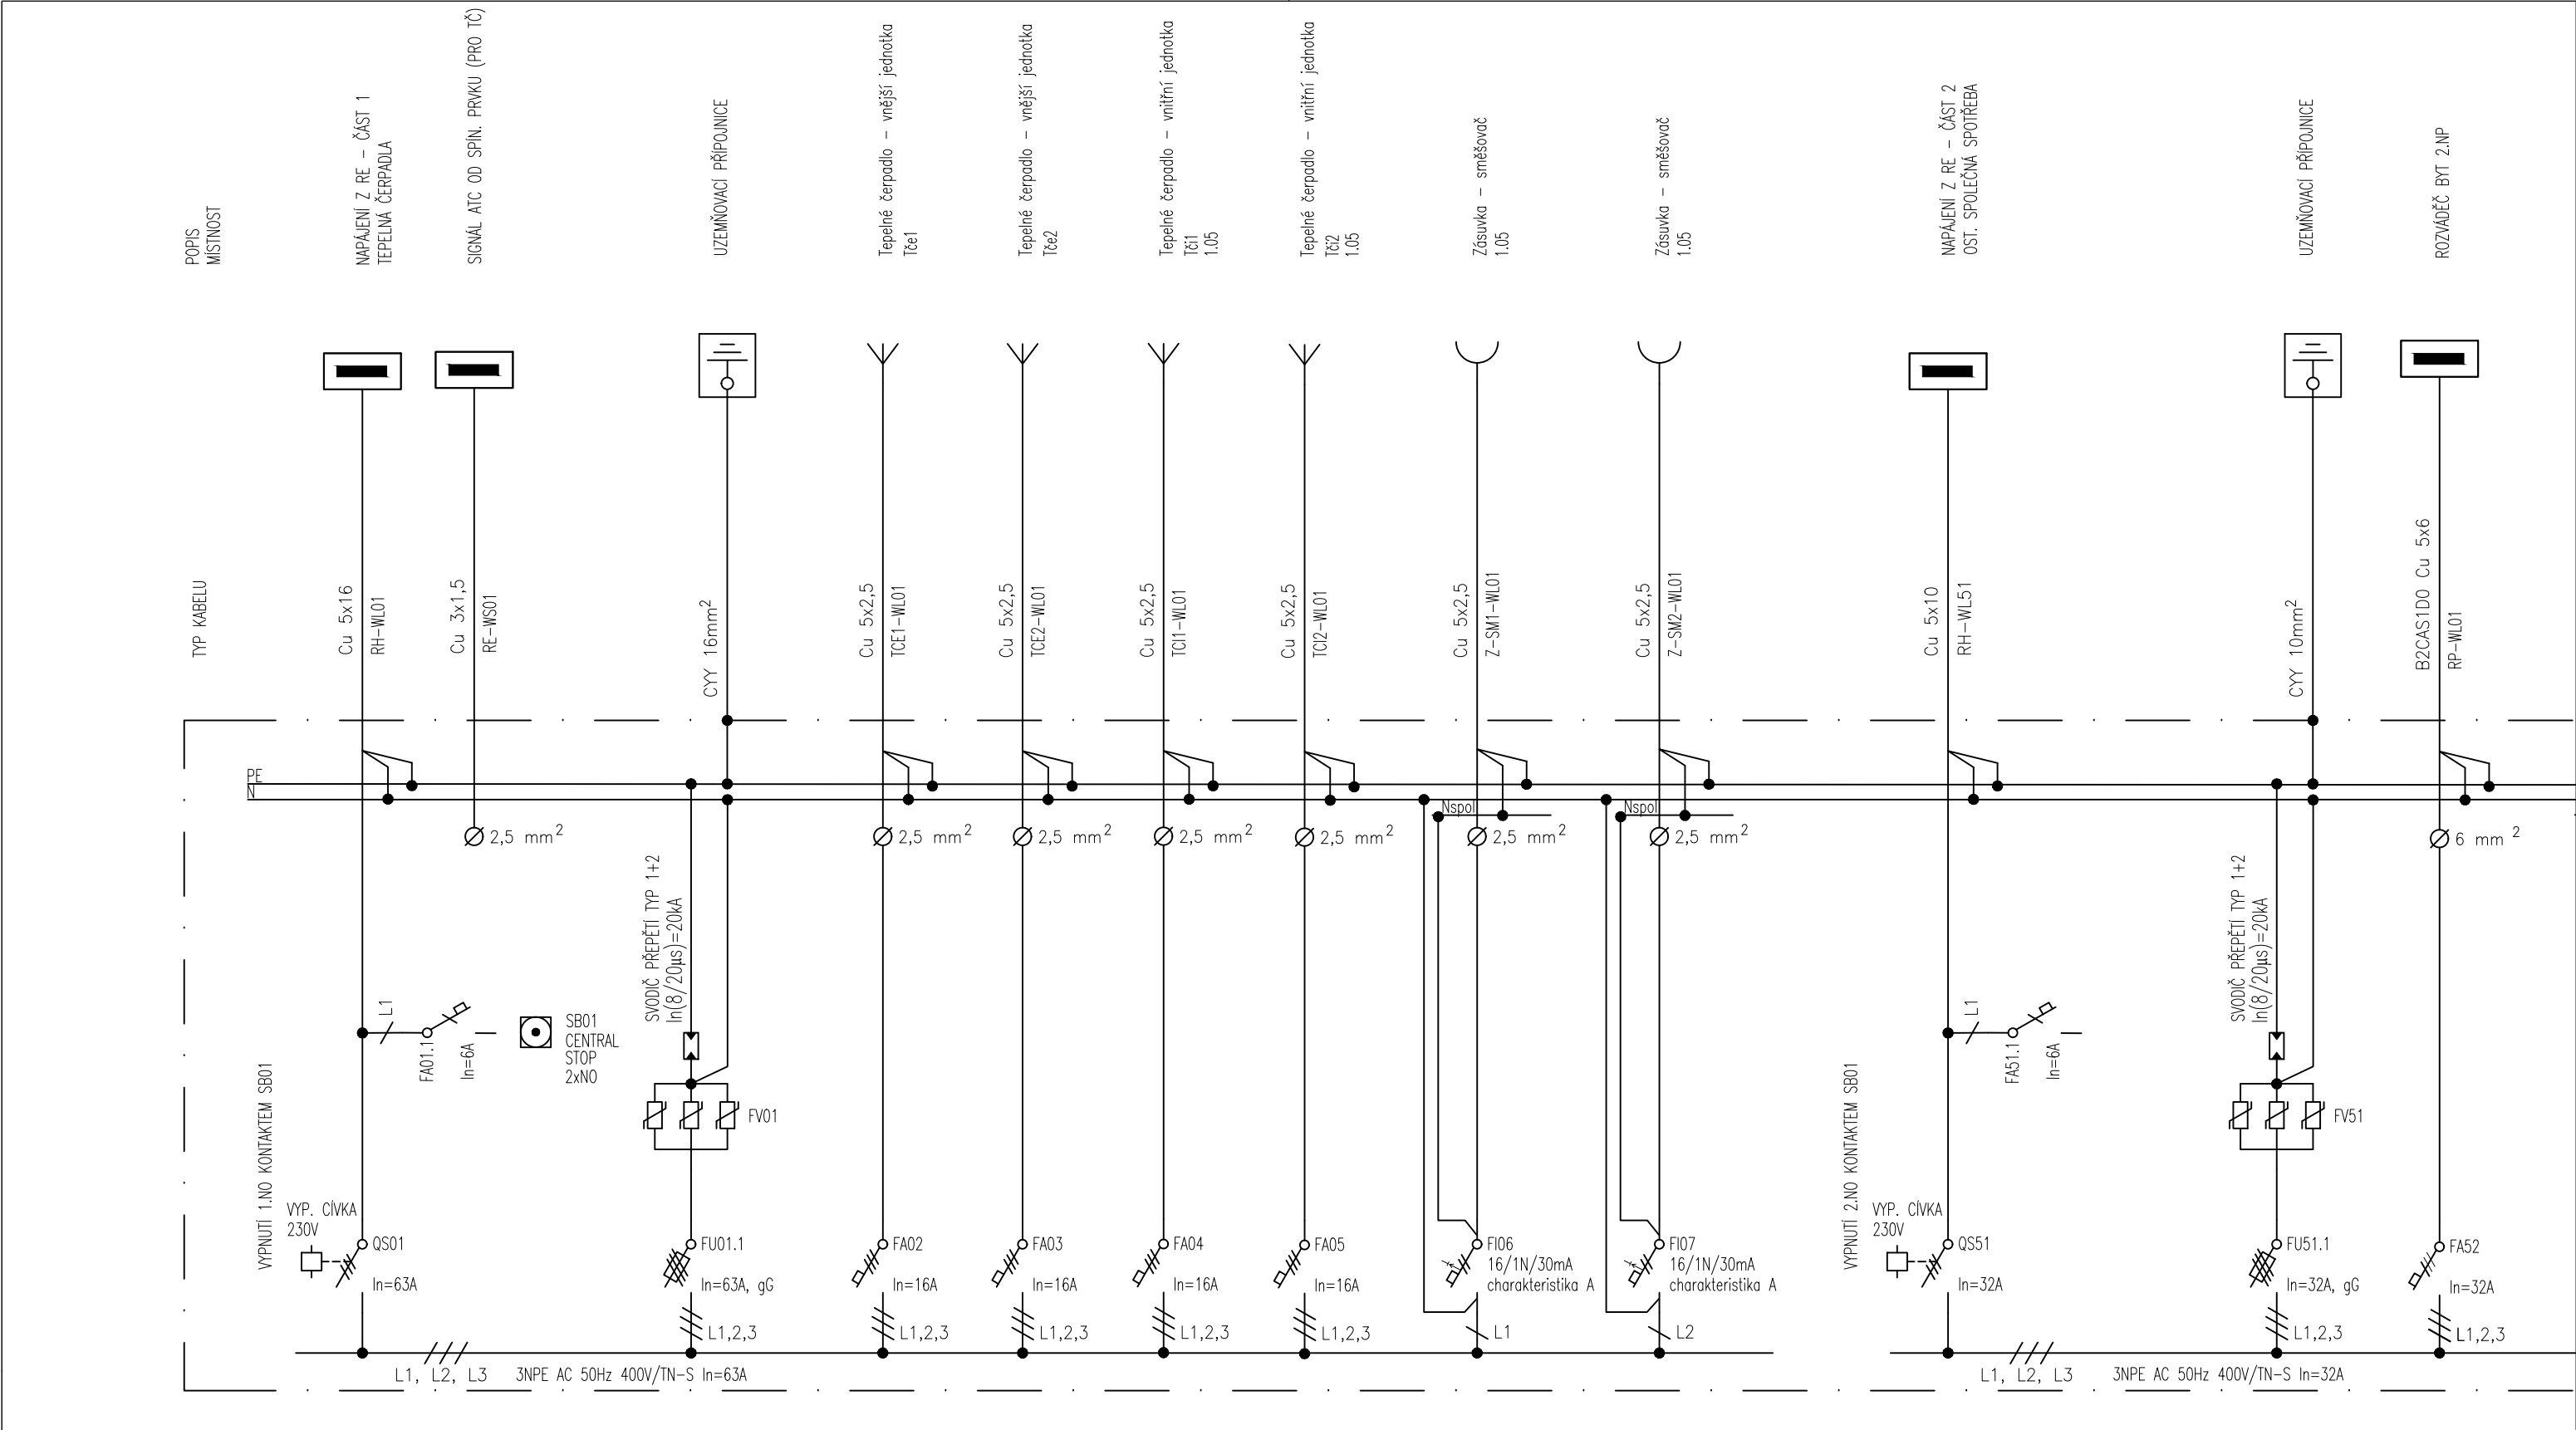 POPIS
MÍSTNOST
NAPÁJENÍ Z RE – ČÁST 1
TEPELNÁ ČERPADLA
SIGNÁL ATC OD SPÍN. PRVKU (PRO TČ)
UZEMŇOVACÍ PŘÍPOJNICE
Tepelné čerpadlo – vnější jednotka
Tče1
Tepelné čerpadlo – vnější jednotka
Tče2
Tepelné čerpadlo – vnitřní jednotka
Tči1
1.05
Tepelné čerpadlo – vnitřní jednotka
Tči2
1.05
Zásuvka – směšovač
1.05
Zásuvka – směšovač
1.05
NAPÁJENÍ Z RE – ČÁST 2
OST. SPOLEČNÁ SPOTŘEBA
UZEMŇOVACÍ PŘÍPOJNICE
ROZVÁDĚČ BYT 2.NP
TYP KABELU
Cu 5x16
RH-WL01
Cu 3x1,5
RE-WS01
CYY 16mm²
Cu 5x2,5
TCE1-WL01
Cu 5x2,5
TCE2-WL01
Cu 5x2,5
TCI1-WL01
Cu 5x2,5
TCI2-WL01
Cu 5x2,5
Z-SM1-WL01
Cu 5x2,5
Z-SM2-WL01
Cu 5x10
RH-WL51
CYY 10mm²
B2CAS1D0 Cu 5x6
RP-WL01
PE
N
Nspol
Nspol
2,5 mm²
2,5 mm²
2,5 mm²
2,5 mm²
2,5 mm²
2,5 mm²
2,5 mm²
6 mm²
SVODIČ PŘEPĚTÍ TYP 1+2
In(8/20µs)=20kA
SVODIČ PŘEPĚTÍ TYP 1+2
In(8/20µs)=20kA
L1
FA01.1
In=6A
SB01
CENTRAL
STOP
2xNO
L1
FA51.1
In=6A
FV01
FV51
VYPNUTÍ 1.NO KONTAKTEM SB01
VYP. CÍVKA
230V
QS01
In=63A
FU01.1
In=63A, gG
L1,2,3
FA02
In=16A
L1,2,3
FA03
In=16A
L1,2,3
FA04
In=16A
L1,2,3
FA05
In=16A
L1,2,3
FI06
16/1N/30mA
charakteristika A
L1
FI07
16/1N/30mA
charakteristika A
L2
VYPNUTÍ 2.NO KONTAKTEM SB01
VYP. CÍVKA
230V
QS51
In=32A
FU51.1
In=32A, gG
L1,2,3
FA52
In=32A
L1,2,3
L1, L2, L3
3NPE AC 50Hz 400V/TN-S In=63A
L1, L2, L3
3NPE AC 50Hz 400V/TN-S In=32A